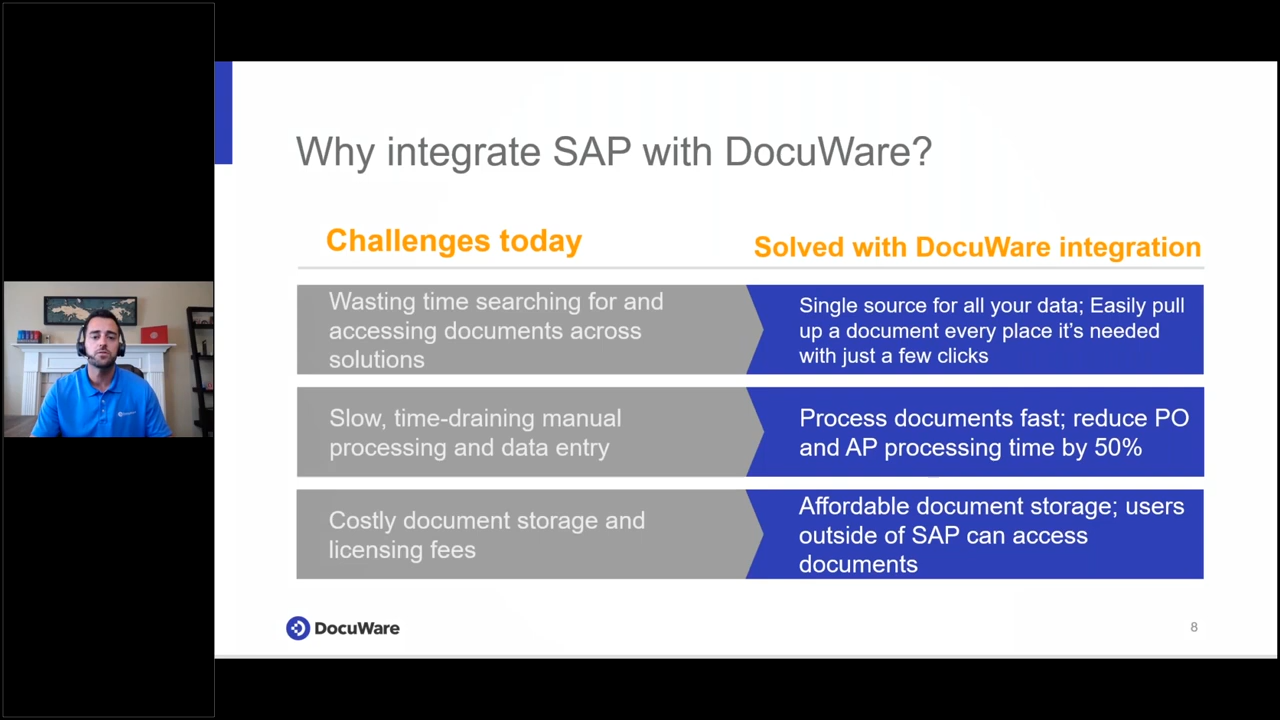 Why integrate SAP with DocuWare?
Challenges today
Solved with DocuWare integration
Wasting time searching for and
accessing documents across
solutions
Single source for all your data; Easily pull
up a document every place it’s needed
with just a few clicks
Slow, time-draining manual
processing and data entry
Process documents fast; reduce PO
and AP processing time by 50%
Costly document storage and
licensing fees
Affordable document storage; users
outside of SAP can access
documents
DocuWare
8